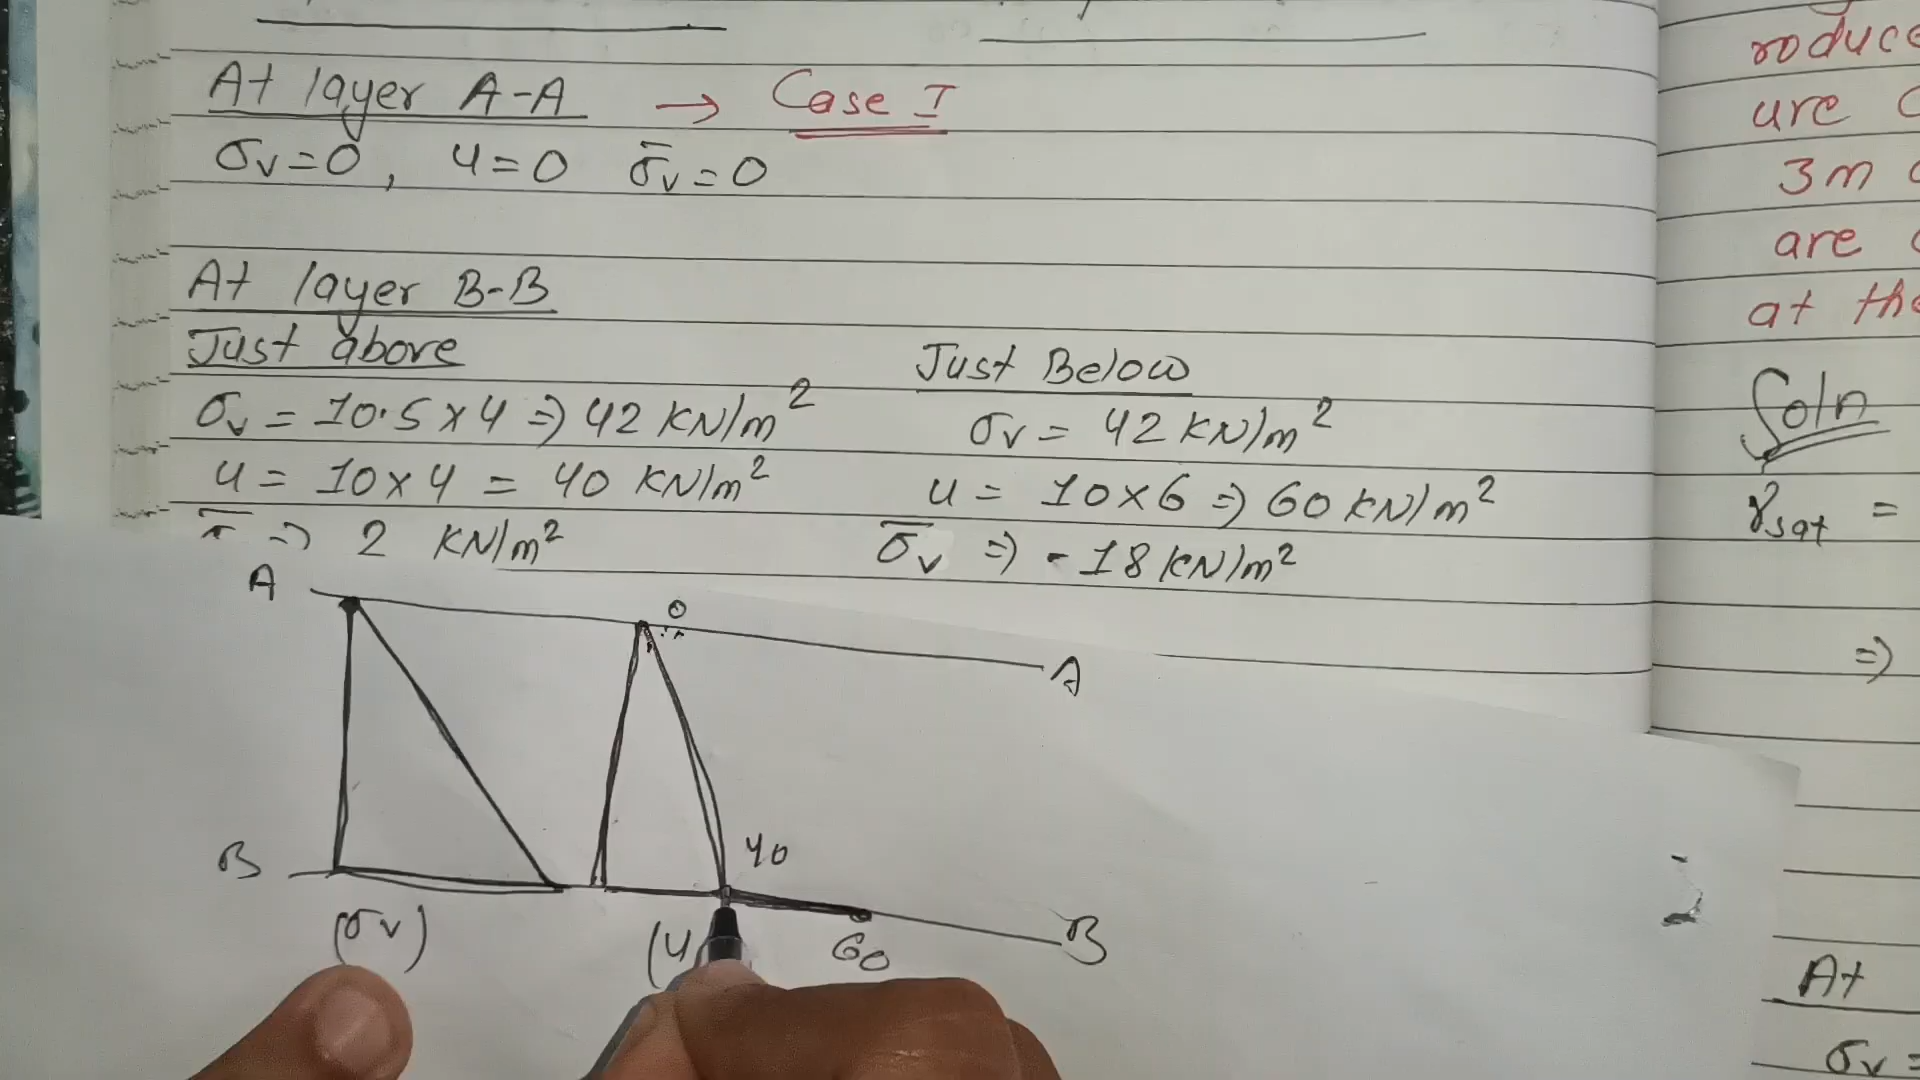 At layer A-A → Case I
σv=0, u=0 σ̄v=0
At layer B-B
Just above
σv = 10.5×4 ⇒ 42 KN/m²
u = 10×4 = 40 KN/m²
⇒ 2 KN/m²
Just Below
σv = 42 KN/m²
u = 10×6 ⇒ 60 KN/m²
σ̄v ⇒ -18 KN/m²
A
0
A
B
40
B
(σv)
(u
60
roduce
ure
3m
are
at the
Soln
γsat =
⇒
At
σv =